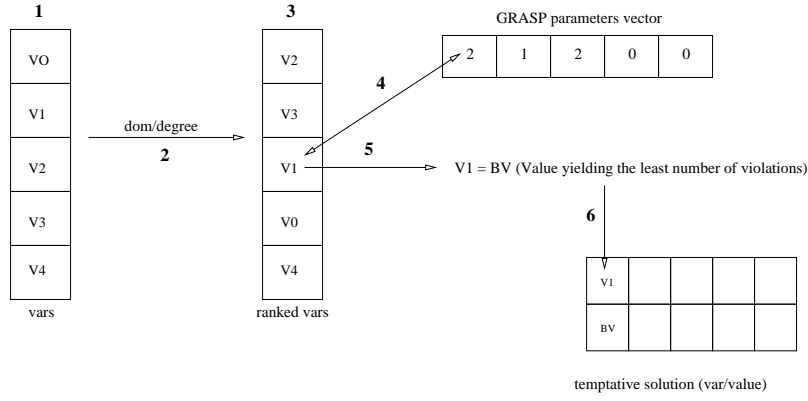 1
3
GRASP parameters vector
VO
V1
V2
V3
V4
vars
dom/degree
2
V2
V3
V1
V0
V4
ranked vars
2 1 2 0 0
4
5
V1 = BV (Value yielding the least number of violations)
6
V1
BV
temptative solution (var/value)